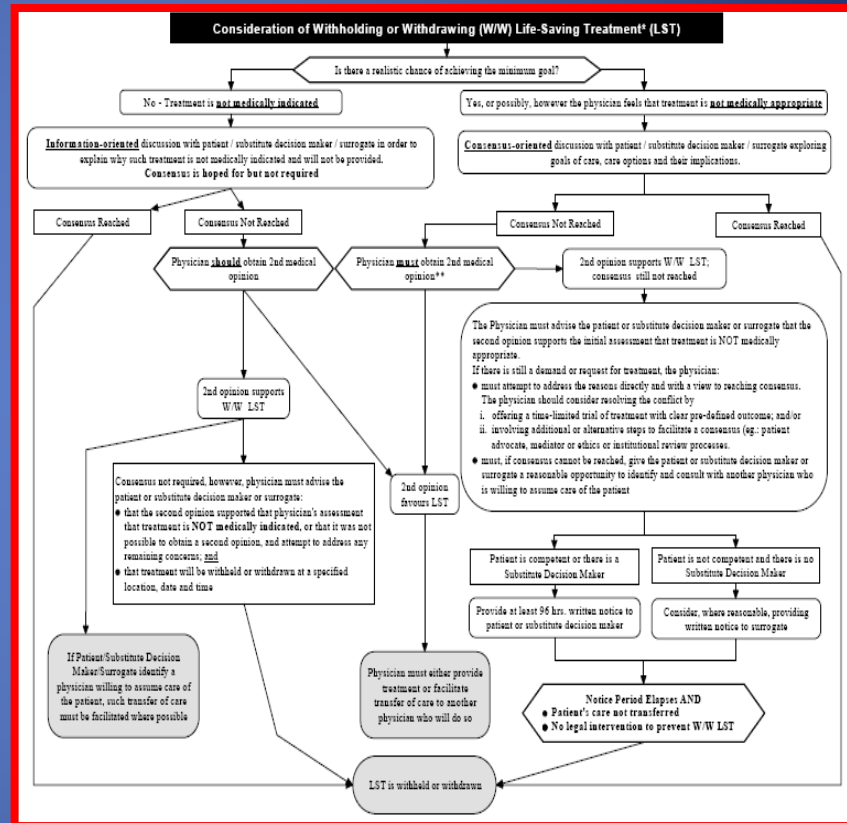 Consideration of Withholding or Withdrawing (W/W) Life-Saving Treatment* (LST)
Is there a realistic chance of achieving the minimum goal?
No - Treatment is not medically indicated
Yes, or possibly, however the physician feels that treatment is not medically appropriate
Information-oriented discussion with patient / substitute decision maker / surrogate in order to
explain why such treatment is not medically indicated and will not be provided.
Consensus is hoped for but not required
Consensus-oriented discussion with patient / substitute decision maker / surrogate exploring
goals of care, care options and their implications.
Consensus Reached
Consensus Not Reached
Consensus Not Reached
Consensus Reached
Physician should obtain 2nd medical
opinion
Physician must obtain 2nd medical
opinion**
2nd opinion supports W/W LST;
consensus still not reached
The Physician must advise the patient or substitute decision maker or surrogate that the
second opinion supports the initial assessment that treatment is NOT medically
appropriate.
If there is still a demand or request for treatment, the physician:
● must attempt to address the reasons directly and with a view to reaching consensus.
The physician should consider resolving the conflict by
i. offering a time-limited trial of treatment with clear pre-defined outcome; and/or
ii. involving additional or alternative steps to facilitate a consensus (eg.: patient
advocate, mediator or ethics or institutional review processes.
● must, if consensus cannot be reached, give the patient or substitute decision maker or
surrogate a reasonable opportunity to identify and consult with another physician who
is willing to assume care of the patient
2nd opinion supports
W/W LST
Consensus not required, however, physician must advise the
patient or substitute decision maker or surrogate:
● that the second opinion supported that physician's assessment
that treatment is NOT medically indicated, or that it was not
possible to obtain a second opinion, and attempt to address any
remaining concerns; and
● that treatment will be withheld or withdrawn at a specified
location, date and time
2nd opinion
favours LST
Patient is competent or there is a
Substitute Decision Maker
Patient is not competent and there is no
Substitute Decision Maker
Provide at least 96 hrs. written notice to
patient or substitute decision maker
Consider, where reasonable, providing
written notice to surrogate
If Patient/Substitute Decision
Maker/Surrogate identify a
physician willing to assume care of
the patient, such transfer of care
must be facilitated where possible
Physician must either provide
treatment or facilitate
transfer of care to another
physician who will do so
Notice Period Elapses AND
● Patient's care not transferred
● No legal intervention to prevent W/W LST
LST is withheld or withdrawn